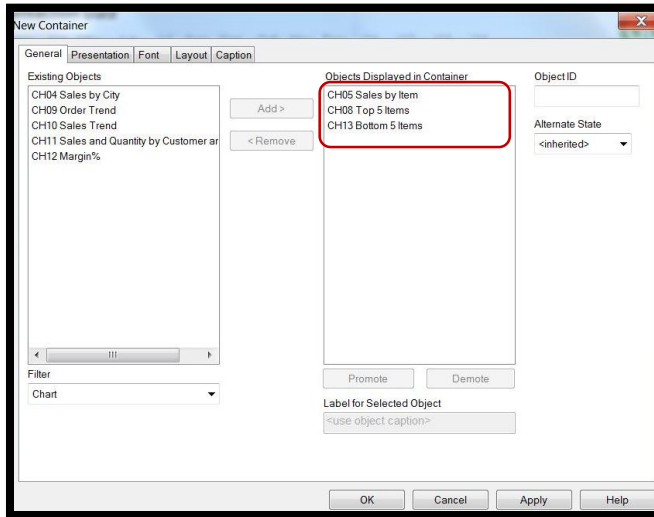 New Container
General Presentation Font Layout Caption
Existing Objects
CH04 Sales by City
CH09 Order Trend
CH10 Sales Trend
CH11 Sales and Quantity by Customer ar
CH12 Margin%
Add >
< Remove
Objects Displayed in Container
CH05 Sales by Item
CH08 Top 5 Items
CH13 Bottom 5 Items
Object ID
Alternate State
<inherited>
Filter
Chart
Promote Demote
Label for Selected Object
<use object caption>
OK Cancel Apply Help